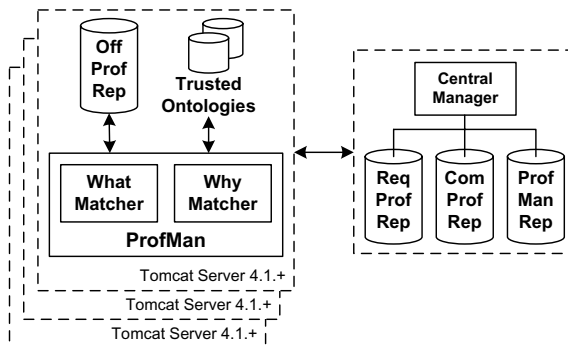 Off
Prof
Rep
Trusted
Ontologies
What
Matcher
Why
Matcher
ProfMan
Tomcat Server 4.1.+
Tomcat Server 4.1.+
Tomcat Server 4.1.+
Central
Manager
Req
Prof
Rep
Com
Prof
Rep
Prof
Man
Rep